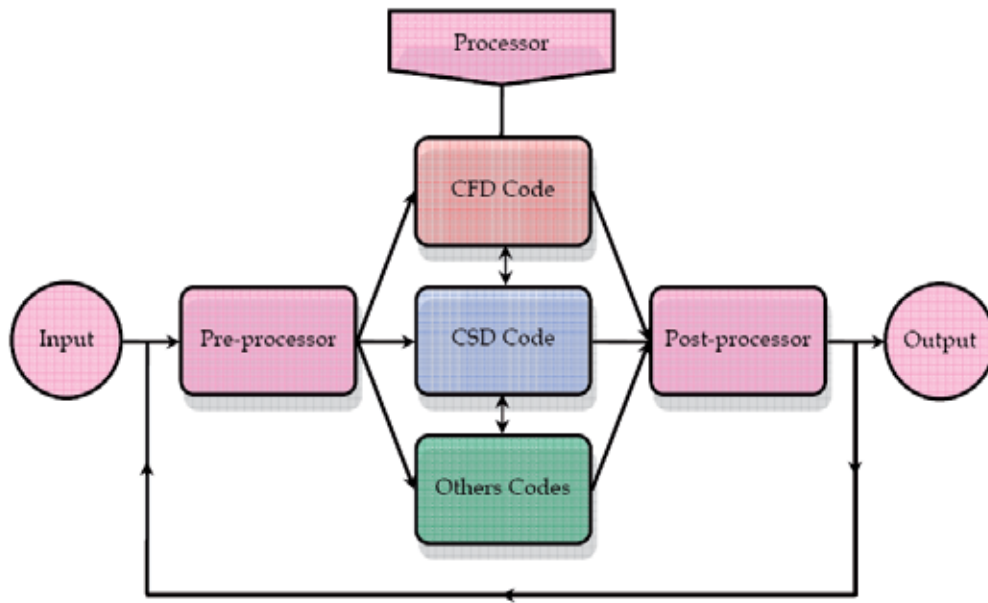 Processor
CFD Code
Input
Pre-processor
CSD Code
Post-processor
Output
Others Codes